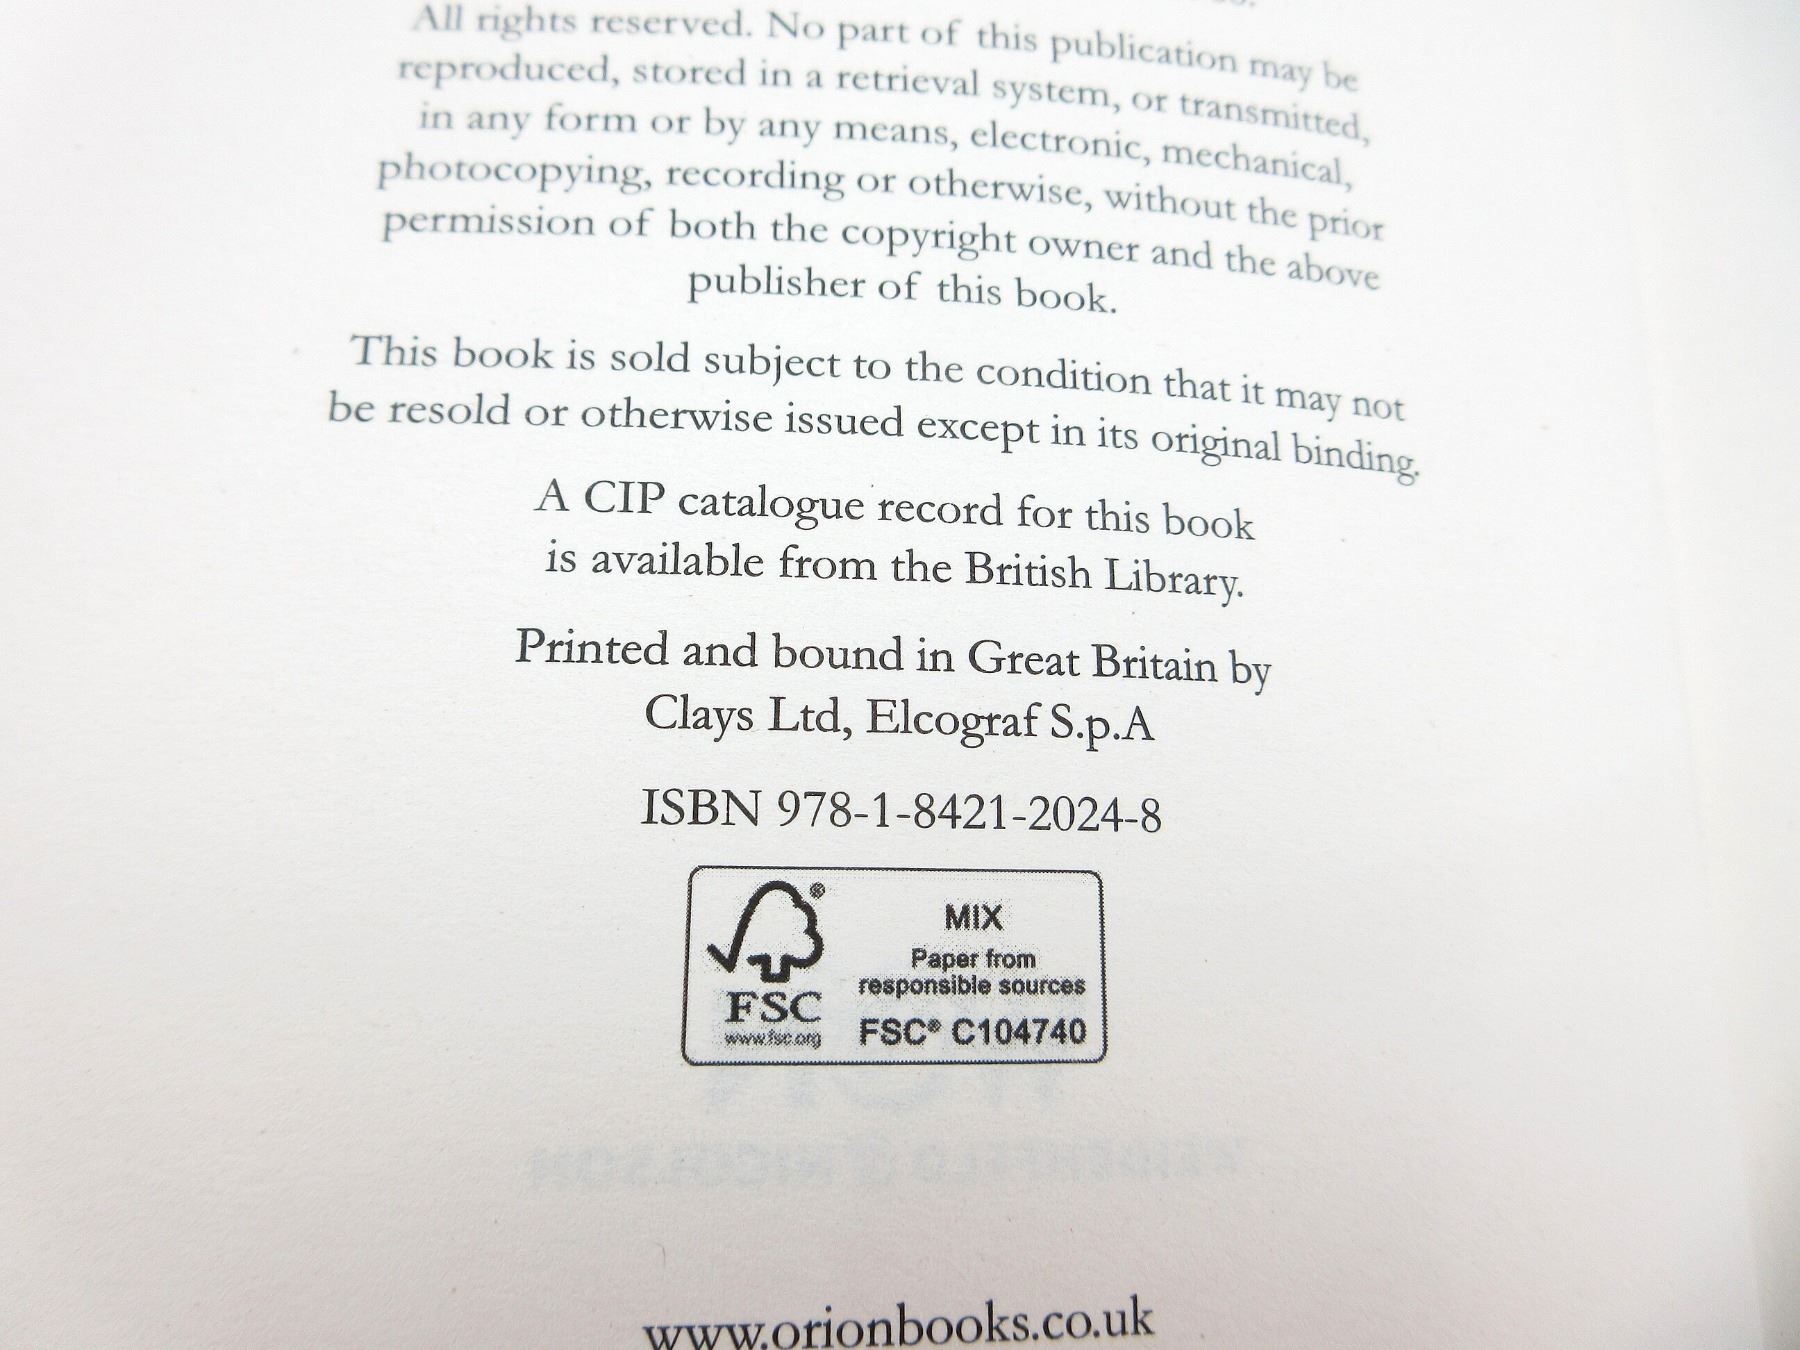 All rights reserved. No part of this publication may be
reproduced, stored in a retrieval system, or transmitted,
in any form or by any means, electronic, mechanical,
photocopying, recording or otherwise, without the prior
permission of both the copyright owner and the above
publisher of this book.
This book is sold subject to the condition that it may not
be resold or otherwise issued except in its original binding.
A CIP catalogue record for this book
is available from the British Library.
Printed and bound in Great Britain by
Clays Ltd, Elcograf S.p.A
ISBN 978-1-8421-2024-8
®
FSC
www.fsc.org
MIX
Paper from
responsible sources
FSC® C104740
www.orionbooks.co.uk